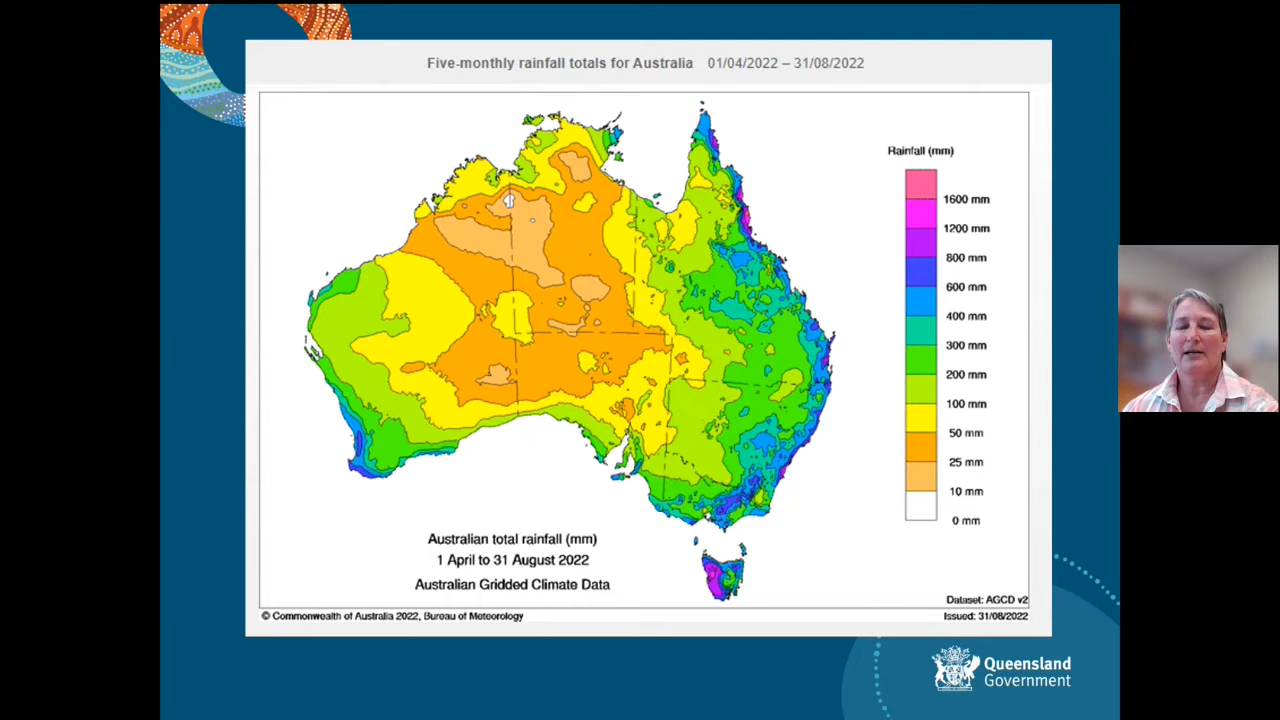 Five-monthly rainfall totals for Australia 01/04/2022 – 31/08/2022
Rainfall (mm)
1600 mm
1200 mm
800 mm
600 mm
400 mm
300 mm
200 mm
100 mm
50 mm
25 mm
10 mm
0 mm
Australian total rainfall (mm)
1 April to 31 August 2022
Australian Gridded Climate Data
Dataset: AGCD v2
© Commonwealth of Australia 2022, Bureau of Meteorology
Issued: 31/08/2022
Queensland
Government